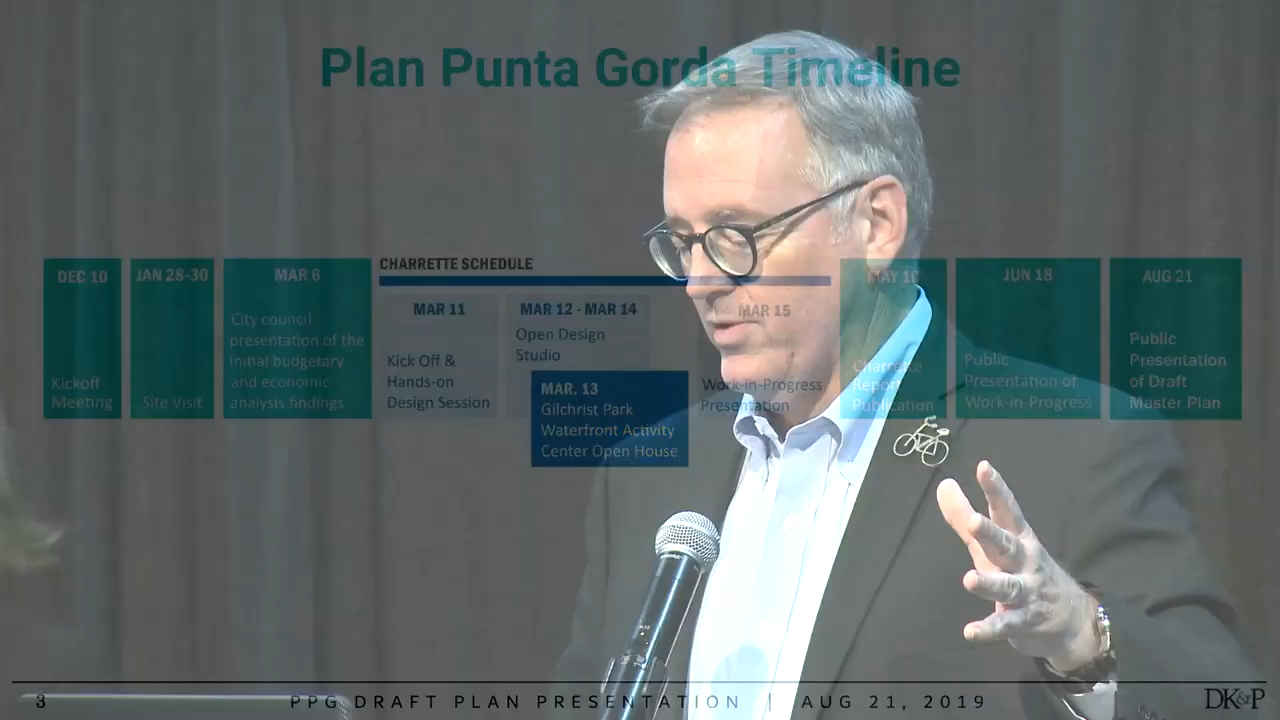 Plan Punta Gorda Timeline
DEC 10
Kickoff
Meeting
JAN 28-30
Site Visit
MAR 6
City council
presentation of the
initial budgetary
and economic
analysis findings
CHARRETTE SCHEDULE
MAR 11
Kick Off &
Hands-on
Design Session
MAR 12 - MAR 14
Open Design
Studio
MAR. 13
Gilchrist Park
Waterfront Activity
Center Open House
MAR 15
Work-in-Progress
Presentation
MAY 10
Charrette
Report
Publication
JUN 18
Public
Presentation of
Work-in-Progress
AUG 21
Public
Presentation
of Draft
Master Plan
3
PPG DRAFT PLAN PRESENTATION | AUG 21, 2019
DK&P